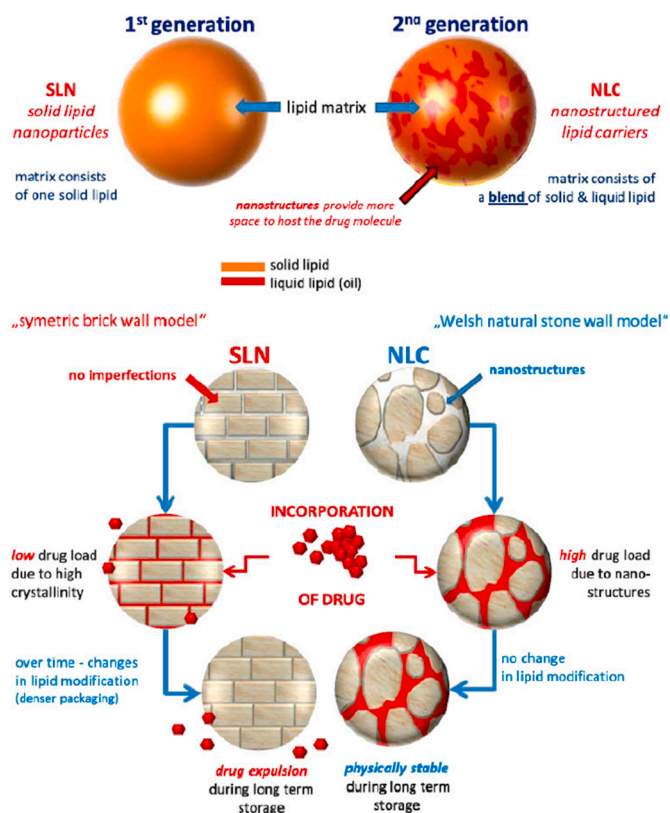 1st generation
2nd generation
SLN
solid lipid
nanoparticles
lipid matrix
NLC
nanostructured
lipid carriers
matrix consists
of one solid lipid
matrix consists of
a blend of solid & liquid lipid
nanostructures provide more
space to host the drug molecule
solid lipid
liquid lipid (oil)
„symetric brick wall model"
„Welsh natural stone wall model"
SLN
NLC
no imperfections
nanostructures
INCORPORATION
OF DRUG
low drug load
due to high
crystallinity
high drug load
due to nano-
structures
over time - changes
in lipid modification
(denser packaging)
no change
in lipid modification
drug expulsion
during long term
storage
physically stable
during long term
storage